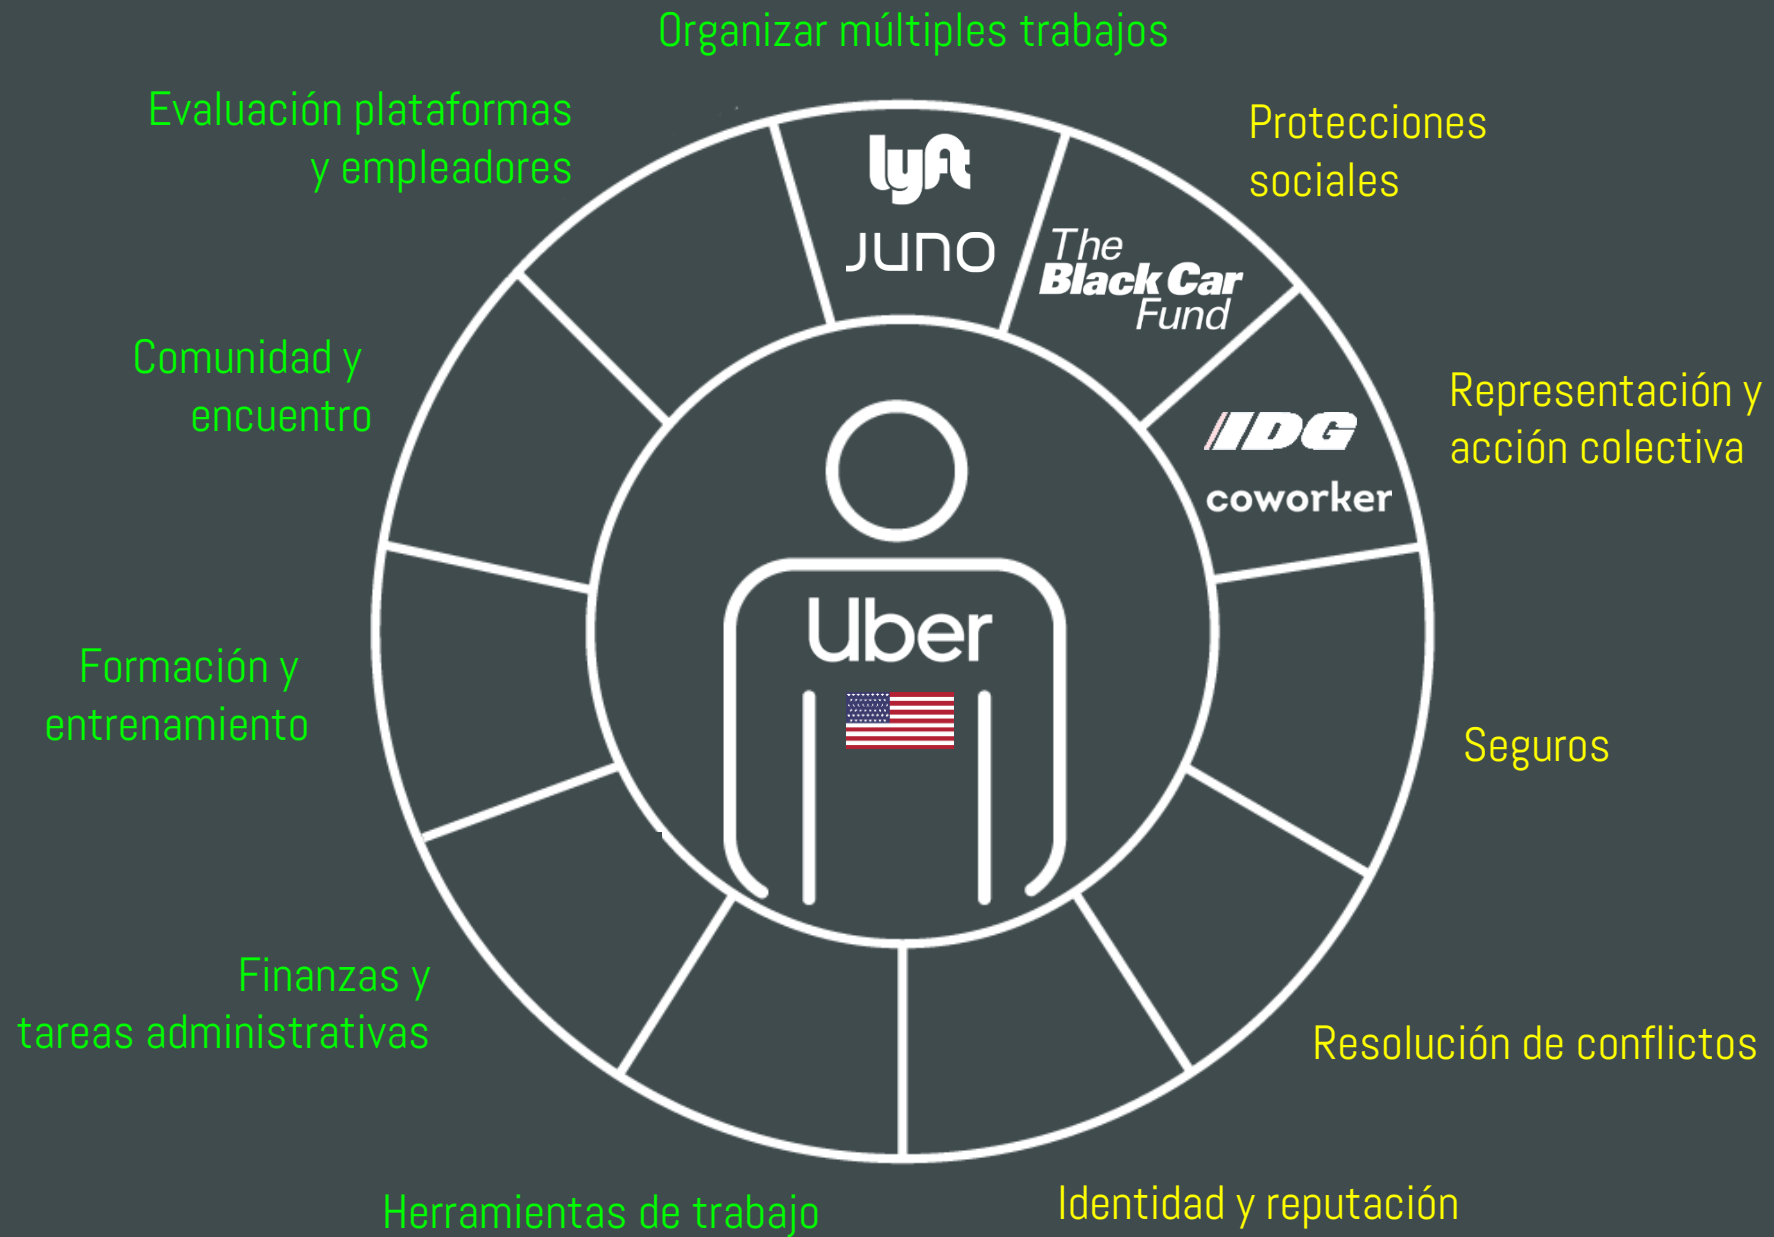 Organizar múltiples trabajos
Evaluación plataformas
y empleadores
Protecciones
sociales
lyft
JUNO
The
Black Car
Fund
Comunidad y
encuentro
Representación y
acción colectiva
IDG
coworker
Uber
Formación y
entrenamiento
Seguros
Finanzas y
tareas administrativas
Resolución de conflictos
Herramientas de trabajo
Identidad y reputación